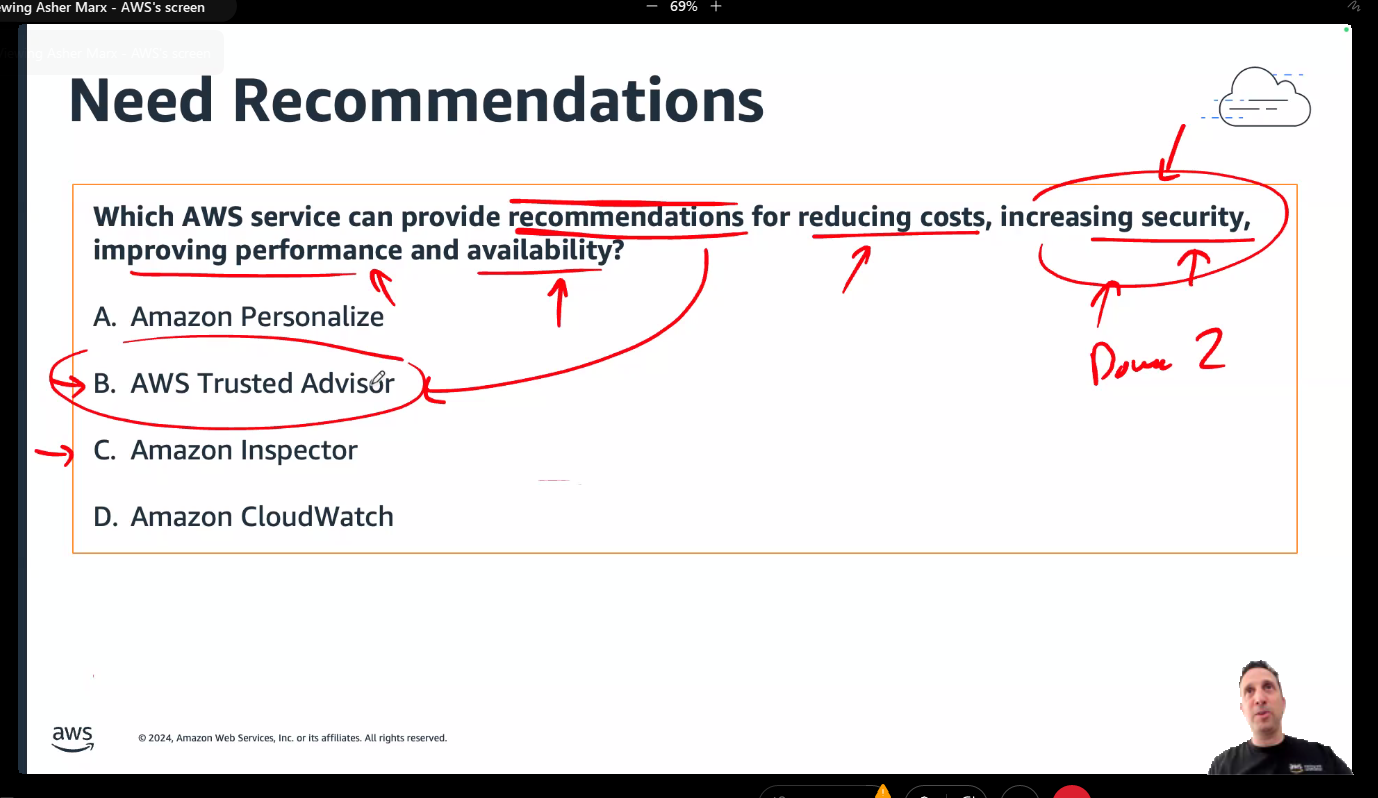 wing Asher Marx - AWS's screen
— 69% +
Need Recommendations
Which AWS service can provide recommendations for reducing costs, increasing security,
improving performance and availability?
A. Amazon Personalize
B. AWS Trusted Advisor
C. Amazon Inspector
D. Amazon CloudWatch
2
aws
© 2024, Amazon Web Services, Inc. or its affiliates. All rights reserved.